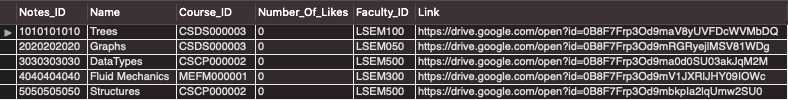 Notes_ID Name Course_ID Number_Of_Likes Faculty_ID Link
1010101010 Trees CSDS000003 0 LSEM100 https://drive.google.com/open?id=0B8F7Frp3Od9maV8yUVFDcWVMbDQ
2020202020 Graphs CSDS000003 0 LSEM050 https://drive.google.com/open?id=0B8F7Frp3Od9mRGRyejlMSV81WDg
3030303030 DataTypes CSCP000002 0 LSEM500 https://drive.google.com/open?id=0B8F7Frp3Od9ma0d0SU03akJqM2M
4040404040 Fluid Mechanics MEFM000001 0 LSEM300 https://drive.google.com/open?id=0B8F7Frp3Od9mV1JXRlJHY09IOWc
5050505050 Structures CSCP000002 0 LSEM500 https://drive.google.com/open?id=0B8F7Frp3Od9mbkpIa2lqUmw2SU0